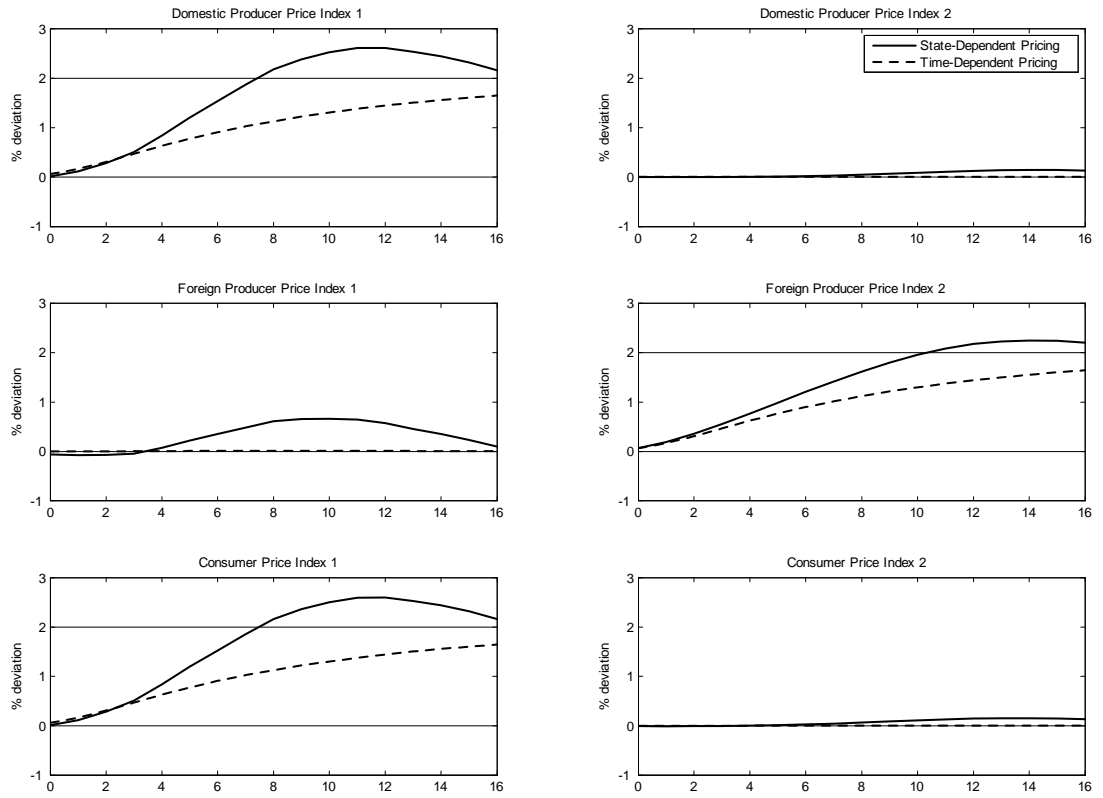 Domestic Producer Price Index 1
3
2
1
0
-1
% deviation
0 2 4 6 8 10 12 14 16
Domestic Producer Price Index 2
State-Dependent Pricing
Time-Dependent Pricing
3
2
1
0
-1
% deviation
0 2 4 6 8 10 12 14 16
Foreign Producer Price Index 1
3
2
1
0
-1
% deviation
0 2 4 6 8 10 12 14 16
Foreign Producer Price Index 2
3
2
1
0
-1
% deviation
0 2 4 6 8 10 12 14 16
Consumer Price Index 1
3
2
1
0
-1
% deviation
0 2 4 6 8 10 12 14 16
Consumer Price Index 2
3
2
1
0
-1
% deviation
0 2 4 6 8 10 12 14 16